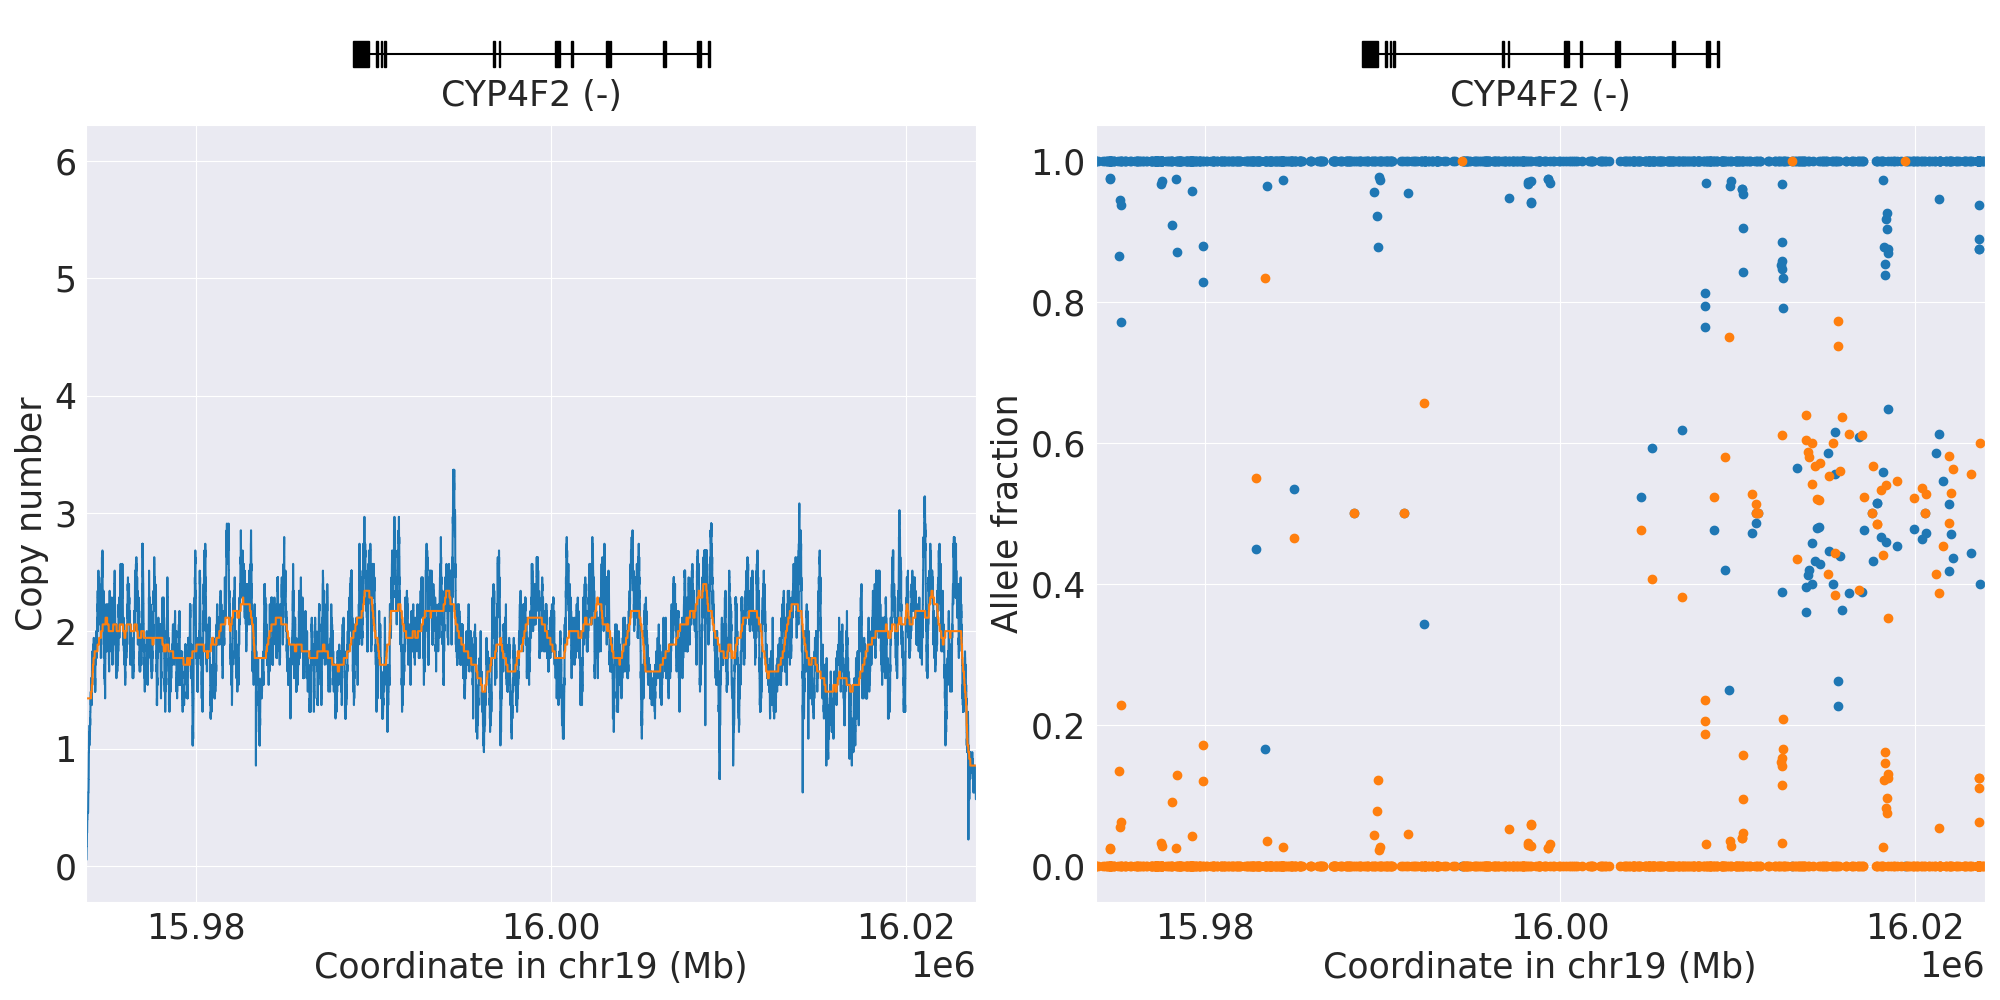 CYP4F2 (-)
6
5
4
3
2
1
0
Copy number
15.98
16.00
16.02
Coordinate in chr19 (Mb)
1e6
CYP4F2 (-)
1.0
0.8
0.6
0.4
0.2
0.0
Allele fraction
15.98
16.00
16.02
Coordinate in chr19 (Mb)
1e6